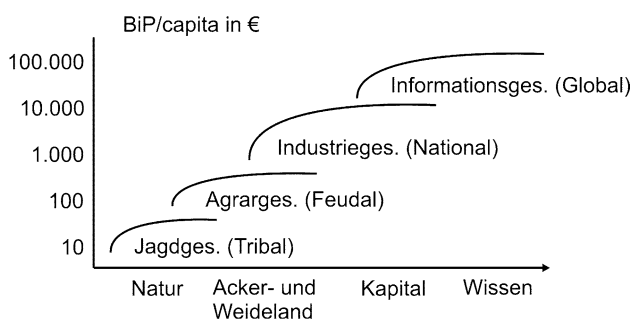 BiP/capita in €
100.000
Informationsges. (Global)
10.000
Industrieges. (National)
1.000
100
Agrarges. (Feudal)
10
Jagdges. (Tribal)
Natur
Acker- und
Weideland
Kapital
Wissen